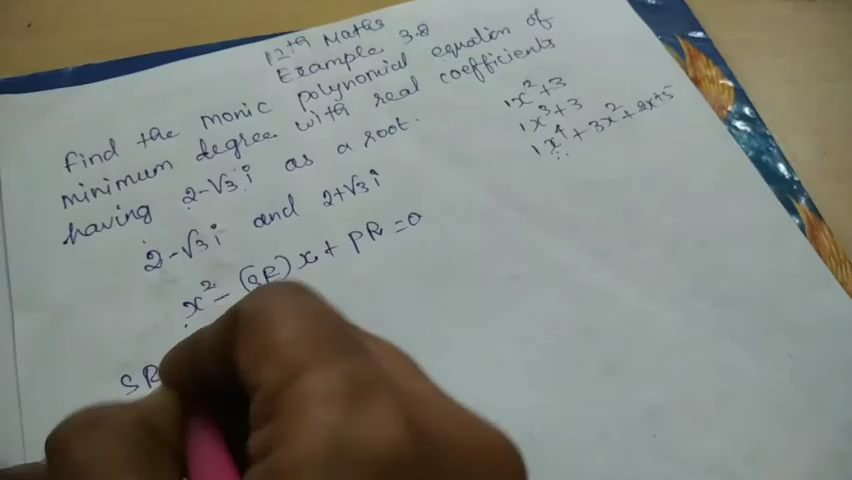 12th Maths
Example 3.8
Find the monic polynomial equation of
minimum degree with real coefficients
having 2-√3i as a root.
2-√3i and 2+√3i
x² - (SR)x + PR = 0
SR
1x² + 3
1x³ + 3
1x⁴ + 3x² + 2x + 5